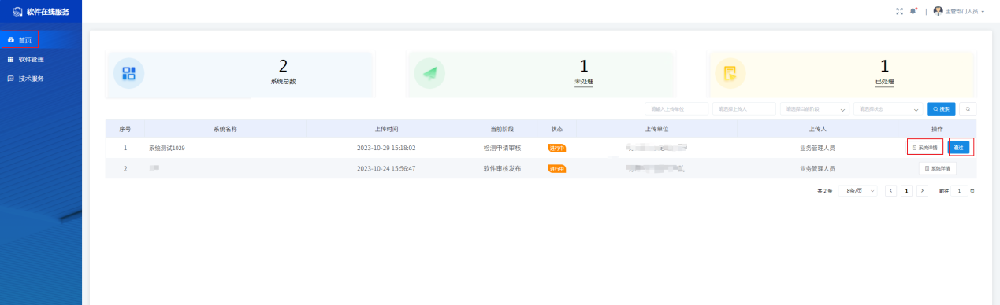 软件在线服务
主管部门人员
首页
软件管理
技术服务
2
系统总数
1
未处理
1
已处理
请输入上传单位 请选择上传人 请选择当前阶段 请选择状态 搜索
序号 系统名称 上传时间 当前阶段 状态 上传单位 上传人 操作
1 系统测试1029 2023-10-29 15:18:02 检测申请审核 进行中 业务管理人员 系统详情 通过
2 2023-10-24 15:56:47 软件审核发布 进行中 业务管理人员 系统详情
共 2 条 8条/页 < 1 > 前往 1 页